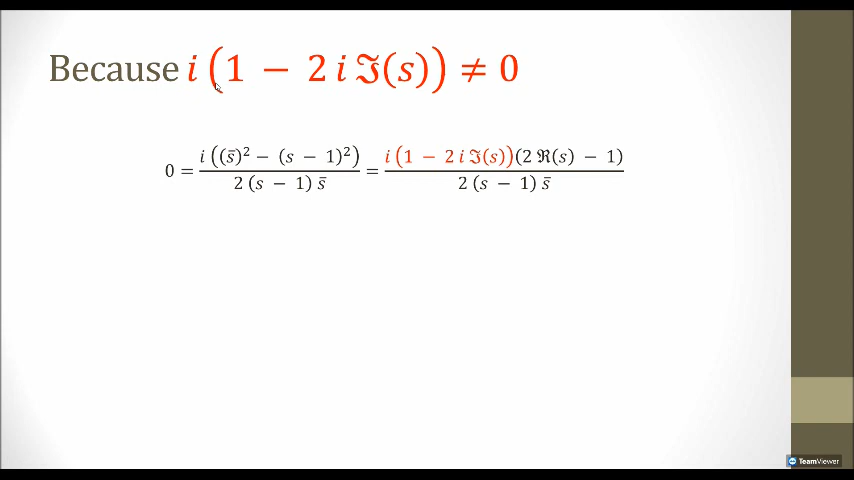 Because i(1 − 2 i ℑ(s)) ≠ 0
0 = i((s̄)² − (s − 1)²) / 2 (s − 1) s̄ = i(1 − 2 i ℑ(s))(2 ℜ(s) − 1) / 2 (s − 1) s̄
TeamViewer